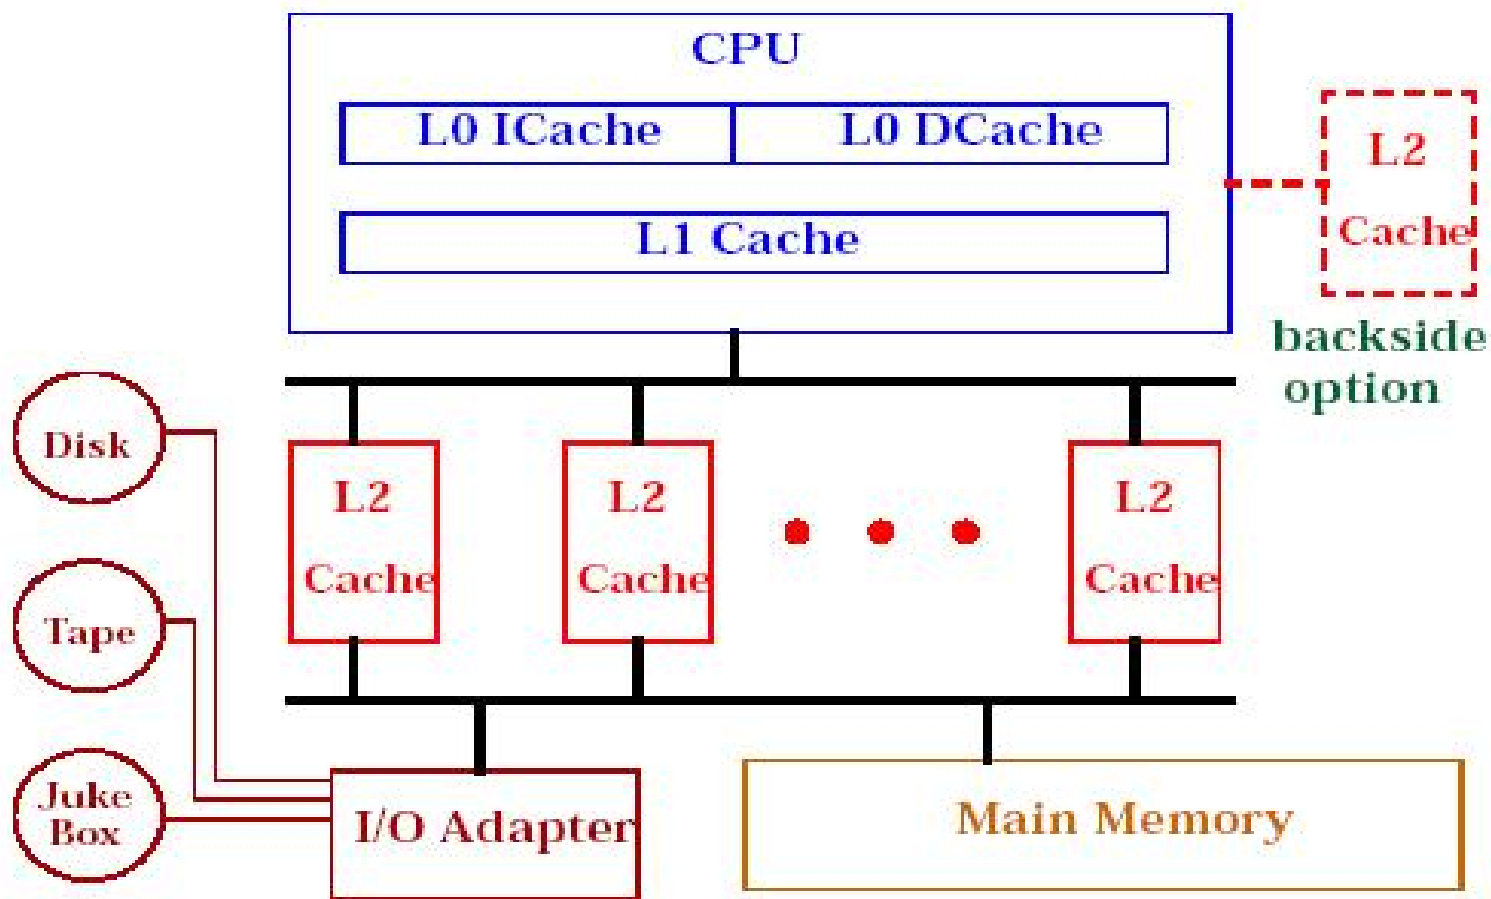 CPU
L0 ICache
L0 DCache
L1 Cache
L2
Cache
backside
option
Disk
Tape
Juke
Box
L2
Cache
L2
Cache
L2
Cache
I/O Adapter
Main Memory